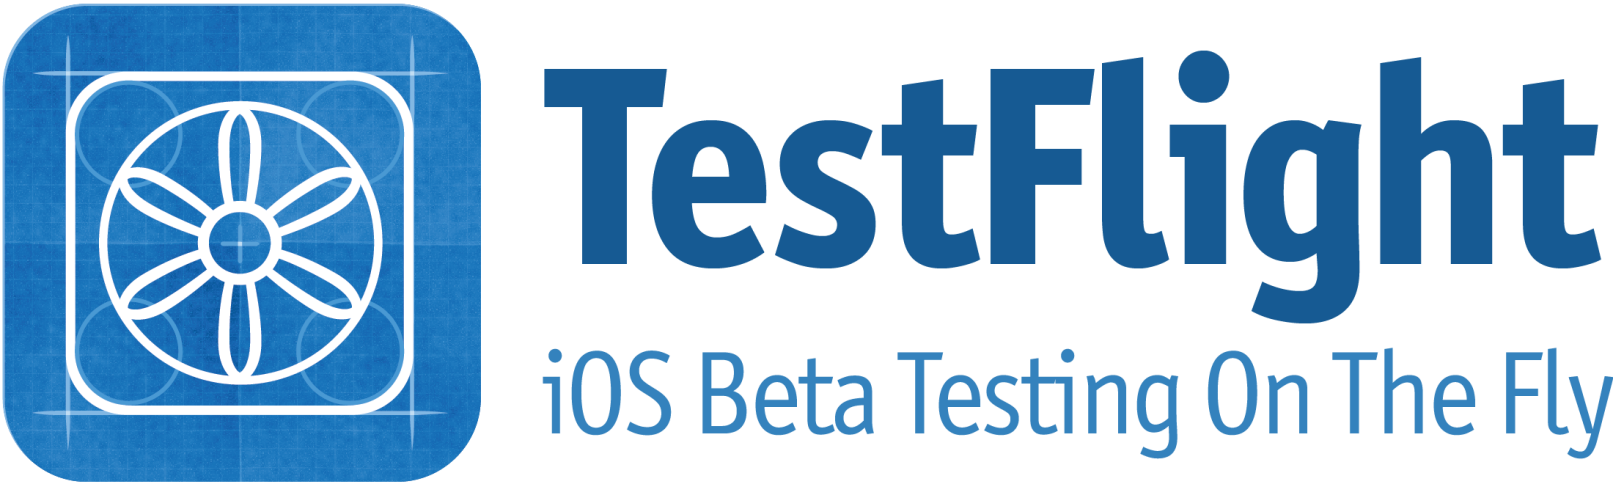 TestFlight
iOS Beta Testing On The Fly